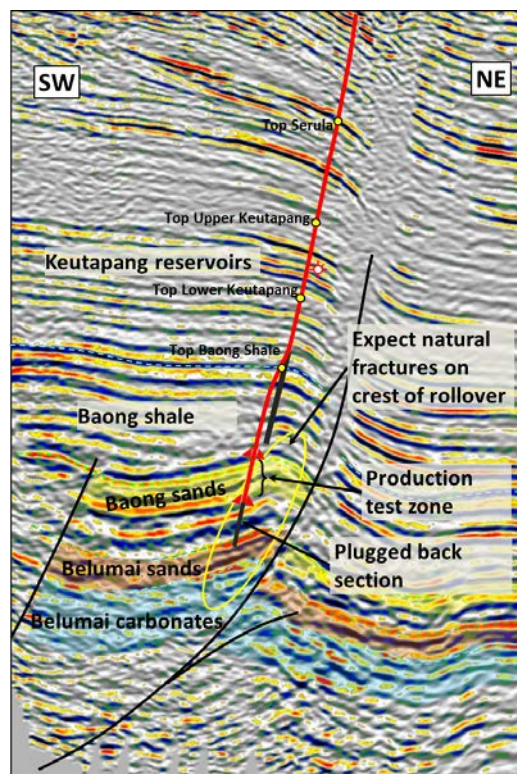 SW
NE
Top Serula
Top Upper Keutapang
Keutapang reservoirs
Top Lower Keutapang
Top Baong Shale
Expect natural
fractures on
crest of rollover
Baong shale
Baong sands
Production
test zone
Plugged back
section
Belumai sands
Belumai carbonates